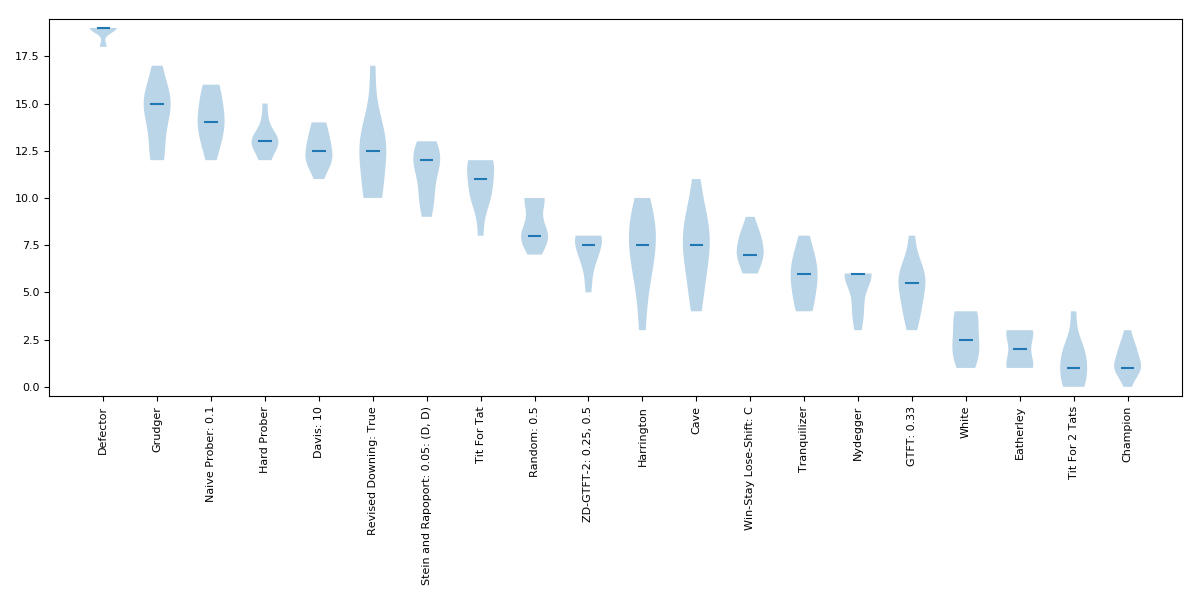 17.5
15.0
12.5
10.0
7.5
5.0
2.5
0.0
Defector
Grudger
Naive Prober: 0.1
Hard Prober
Davis: 10
Revised Downing: True
Stein and Rapoport: 0.05: (D, D)
Tit For Tat
Random: 0.5
ZD-GTFT-2: 0.25, 0.5
Harrington
Cave
Win-Stay Lose-Shift: C
Tranquilizer
Nydegger
GTFT: 0.33
White
Eatherley
Tit For 2 Tats
Champion